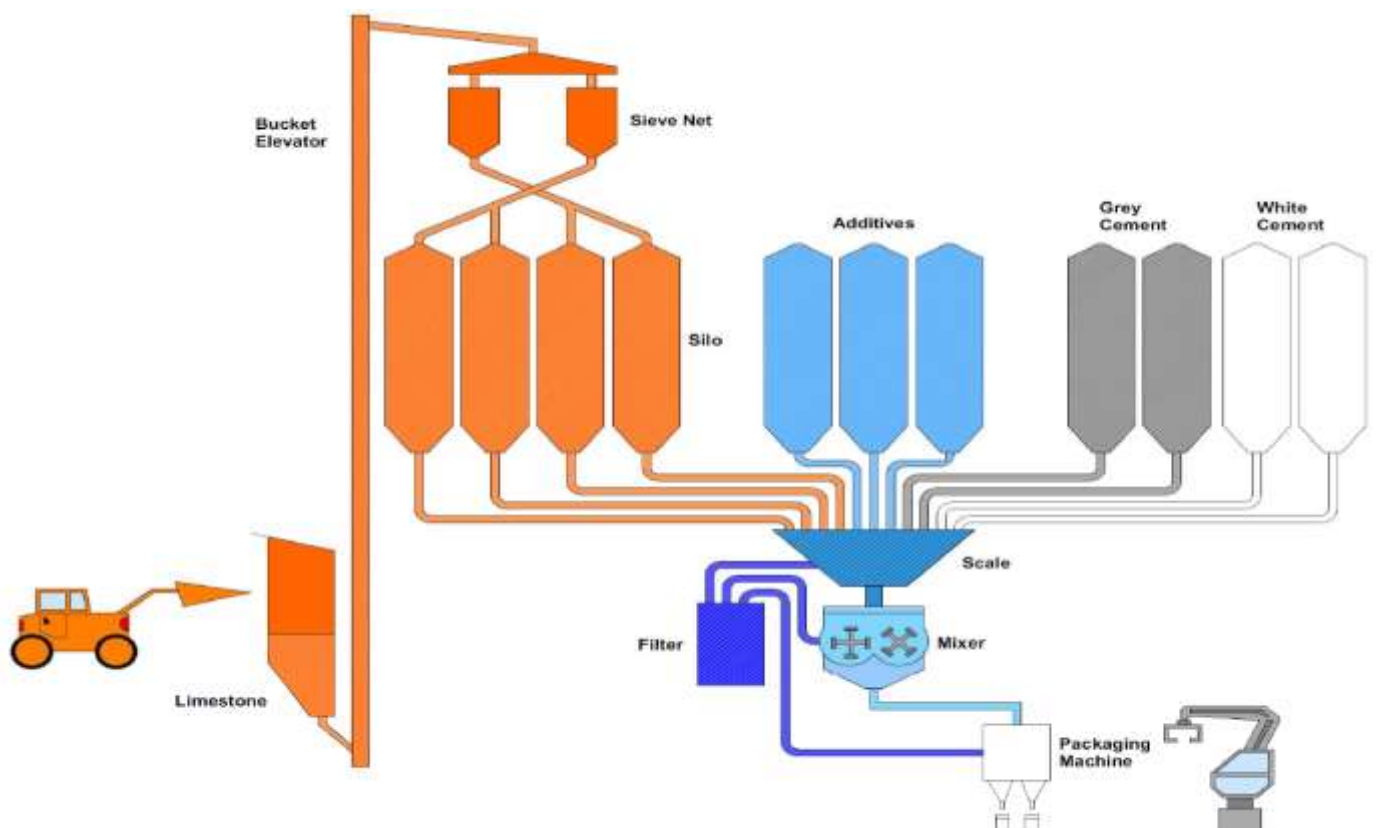 Bucket
Elevator
Sieve Net
Additives
Grey
Cement
White
Cement
Silo
Scale
Filter
Mixer
Limestone
Packaging
Machine